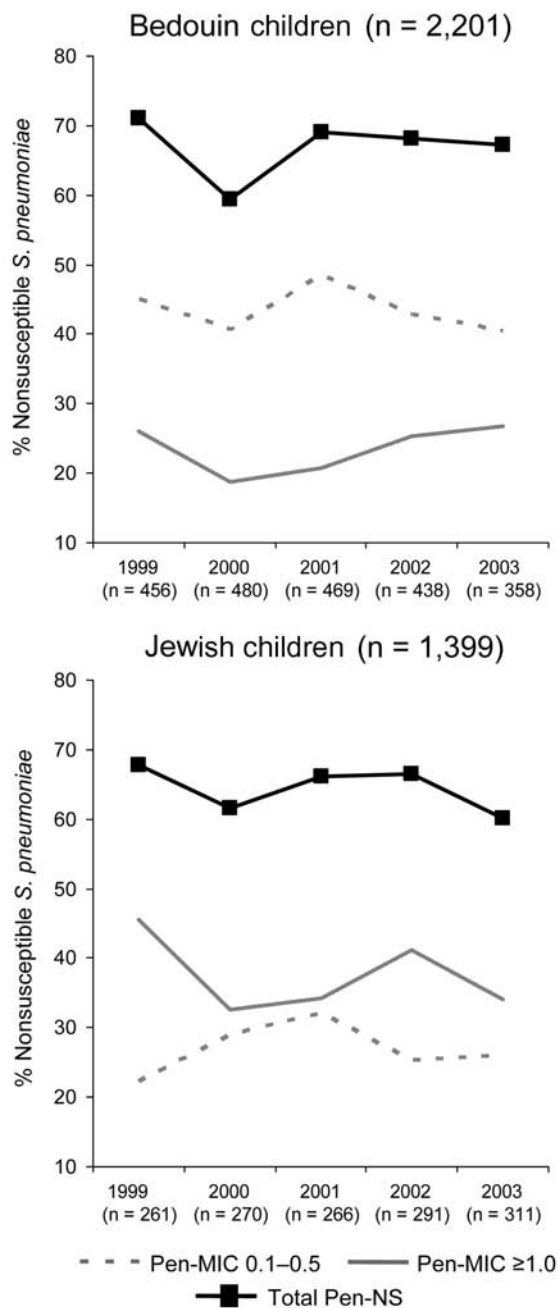 Bedouin children (n = 2,201)
% Nonsusceptible S. pneumoniae
80
70
60
50
40
30
20
10
1999 2000 2001 2002 2003
(n = 456) (n = 480) (n = 469) (n = 438) (n = 358)
Jewish children (n = 1,399)
% Nonsusceptible S. pneumoniae
80
70
60
50
40
30
20
10
1999 2000 2001 2002 2003
(n = 261) (n = 270) (n = 266) (n = 291) (n = 311)
Pen-MIC 0.1–0.5 Pen-MIC ≥1.0
Total Pen-NS